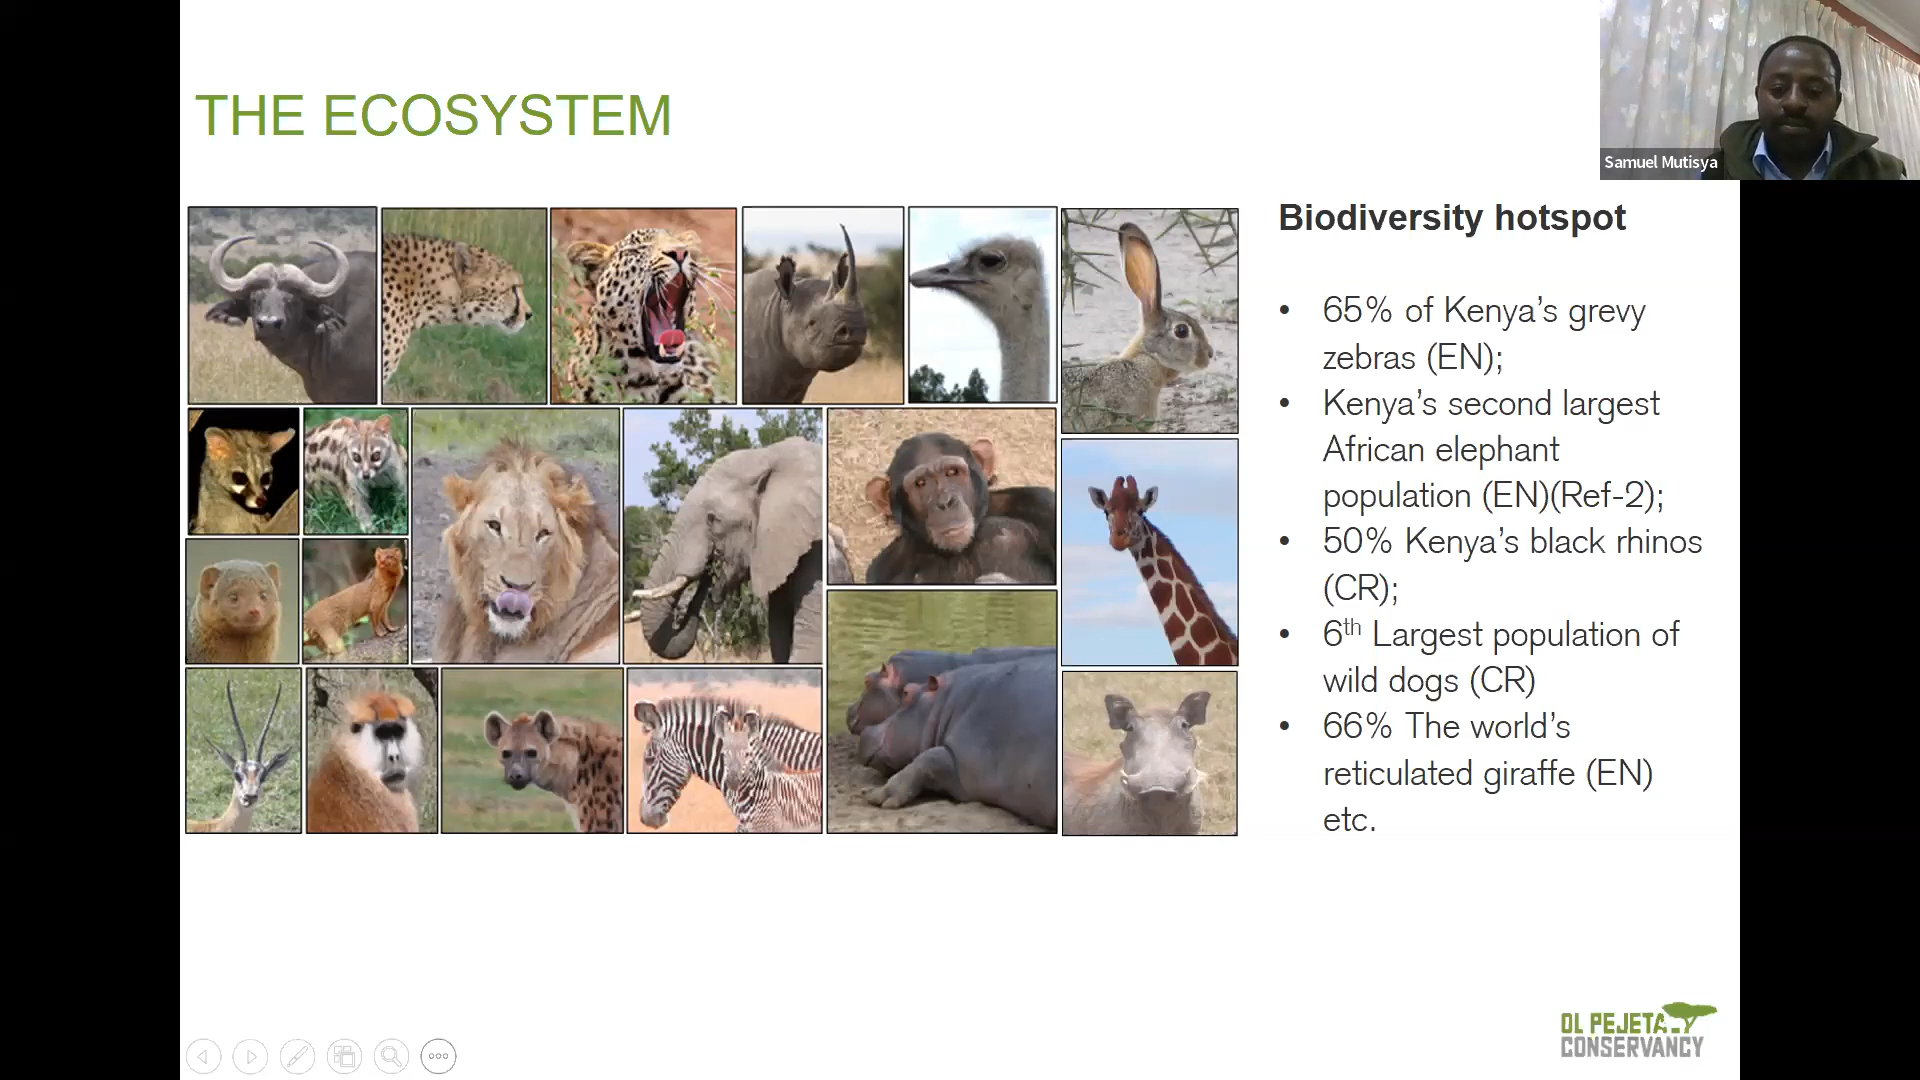 THE ECOSYSTEM
Samuel Mutisya
Biodiversity hotspot
• 65% of Kenya’s grevy
zebras (EN);
• Kenya’s second largest
African elephant
population (EN)(Ref-2);
• 50% Kenya’s black rhinos
(CR);
• 6th Largest population of
wild dogs (CR)
• 66% The world’s
reticulated giraffe (EN)
etc.
OL PEJETA
CONSERVANCY